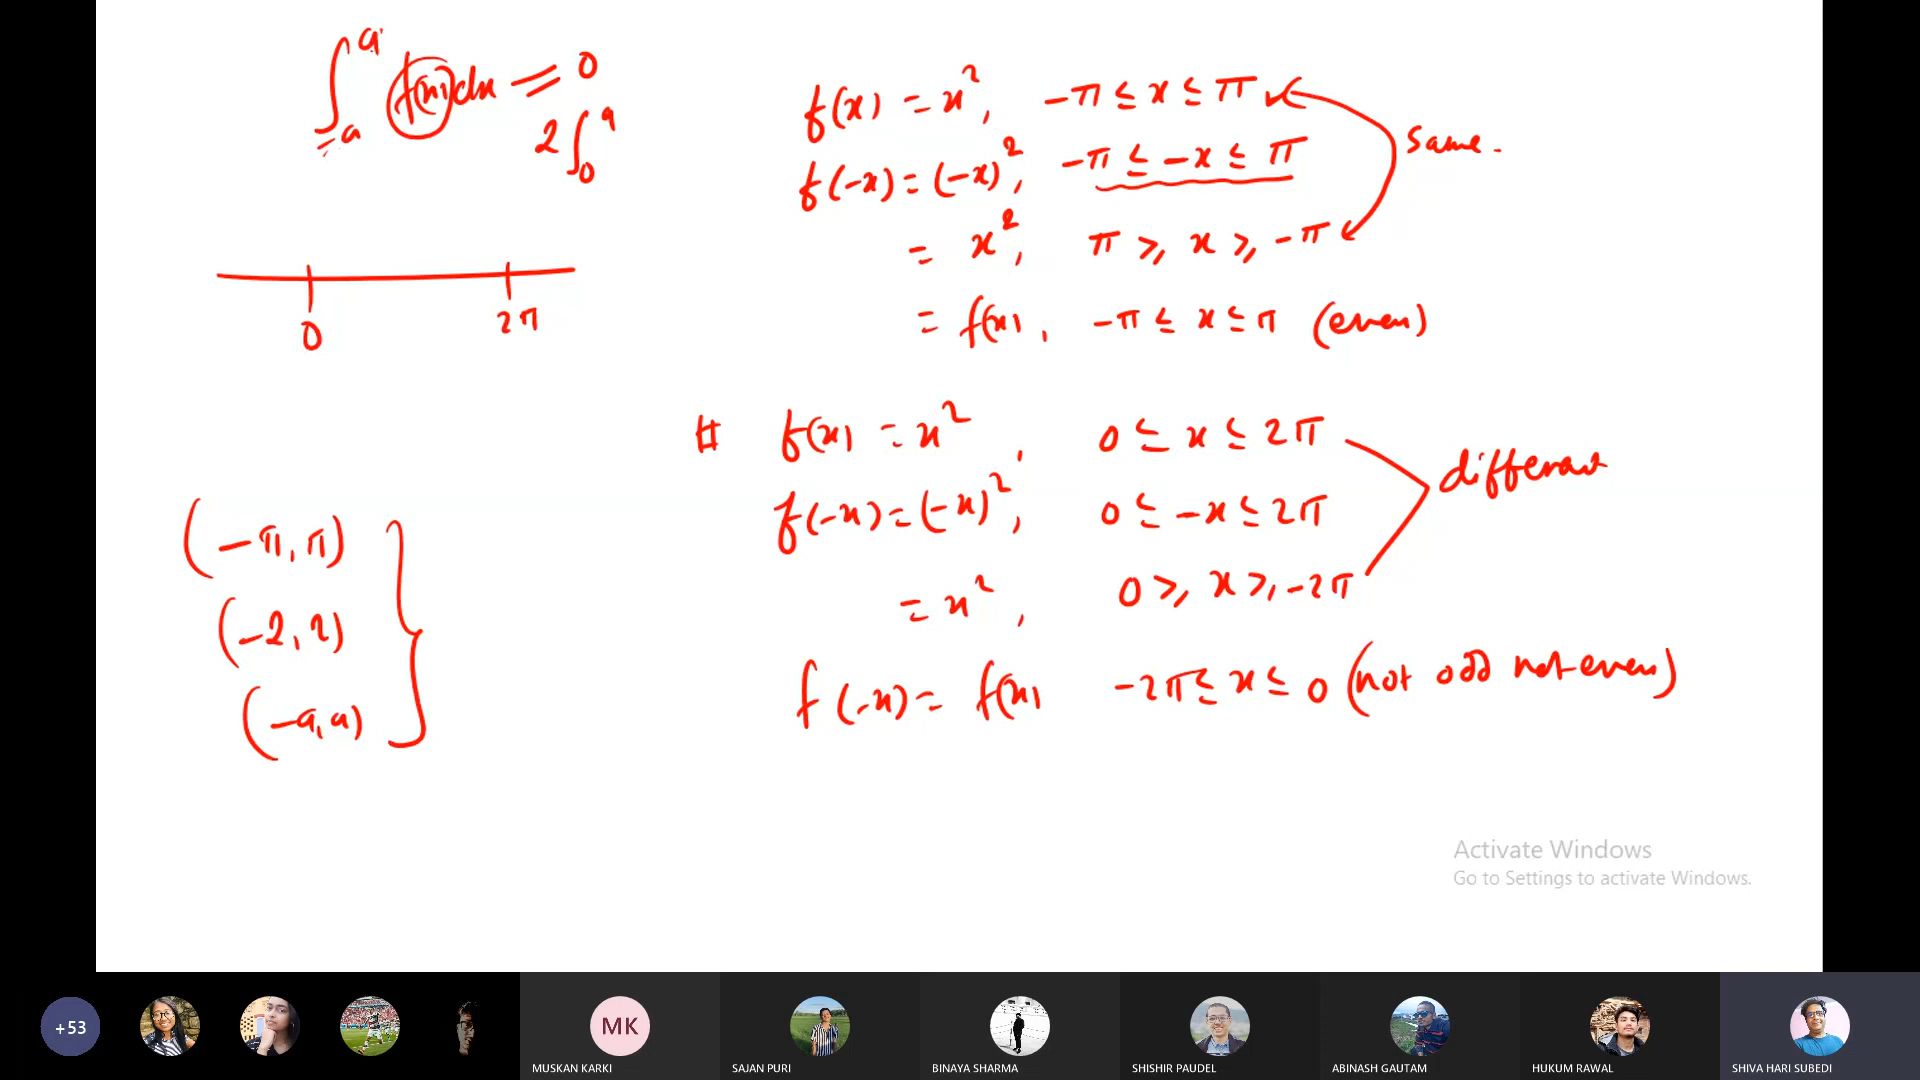 ∫_{-a}^{a} f(x)dx = 0
2∫_{0}^{a}
0 2π
(-π, π)
(-2, 2)
(-a, a)
f(x) = x², -π ≤ x ≤ π
f(-x) = (-x)², -π ≤ -x ≤ π
same.
= x², π ≥ x ≥ -π
= f(x), -π ≤ x ≤ π (even)
# f(x) = x², 0 ≤ x ≤ 2π
different
f(-x) = (-x)², 0 ≤ -x ≤ 2π
= x², 0 ≥ x ≥ -2π
f(-x) = f(x) -2π ≤ x ≤ 0 (not odd not even)
Activate Windows
Go to Settings to activate Windows.
+53
MK
MUSKAN KARKI
SAJAN PURI
BINAYA SHARMA
SHISHIR PAUDEL
ABINASH GAUTAM
HUKUM RAWAL
SHIVA HARI SUBEDI